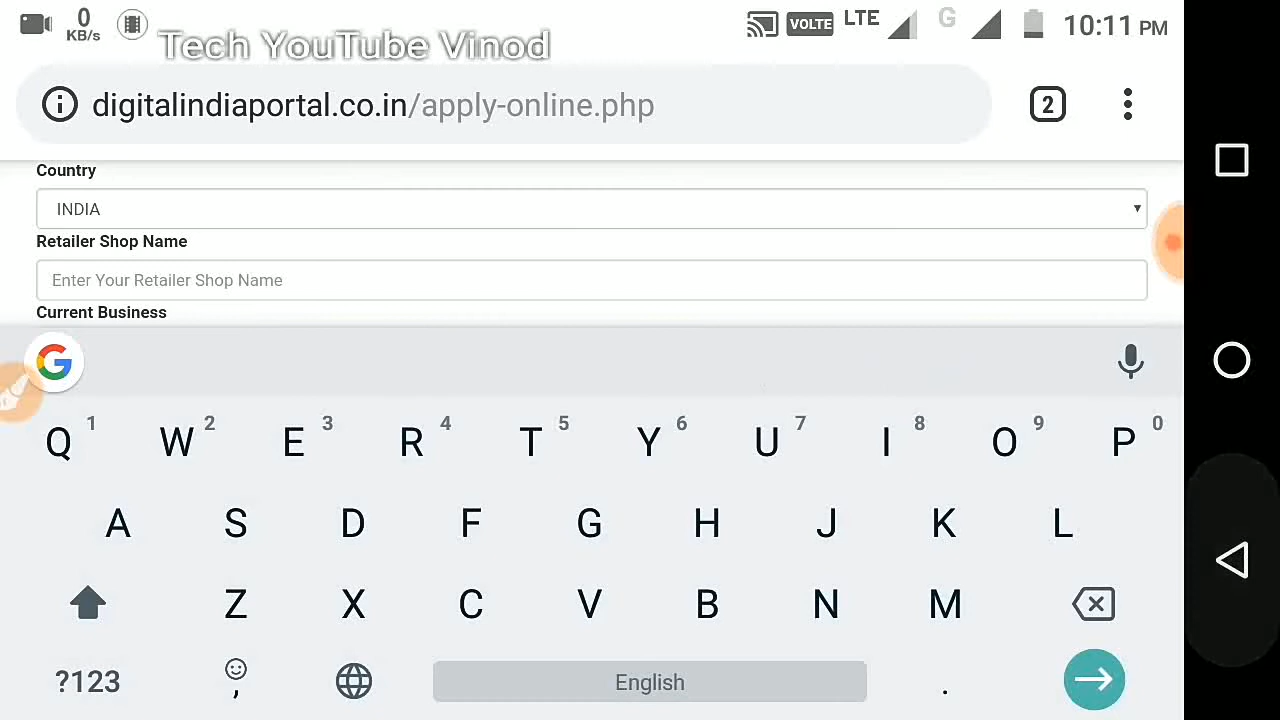 0
KB/s
VOLTE LTE G 10:11 PM
Tech YouTube Vinod
digitalindiaportal.co.in/apply-online.php
2
Country
INDIA
Retailer Shop Name
Enter Your Retailer Shop Name
Current Business
G
Q 1 W 2 E 3 R 4 T 5 Y 6 U 7 I 8 O 9 P 0
A S D F G H J K L
Z X C V B N M
?123 , English .